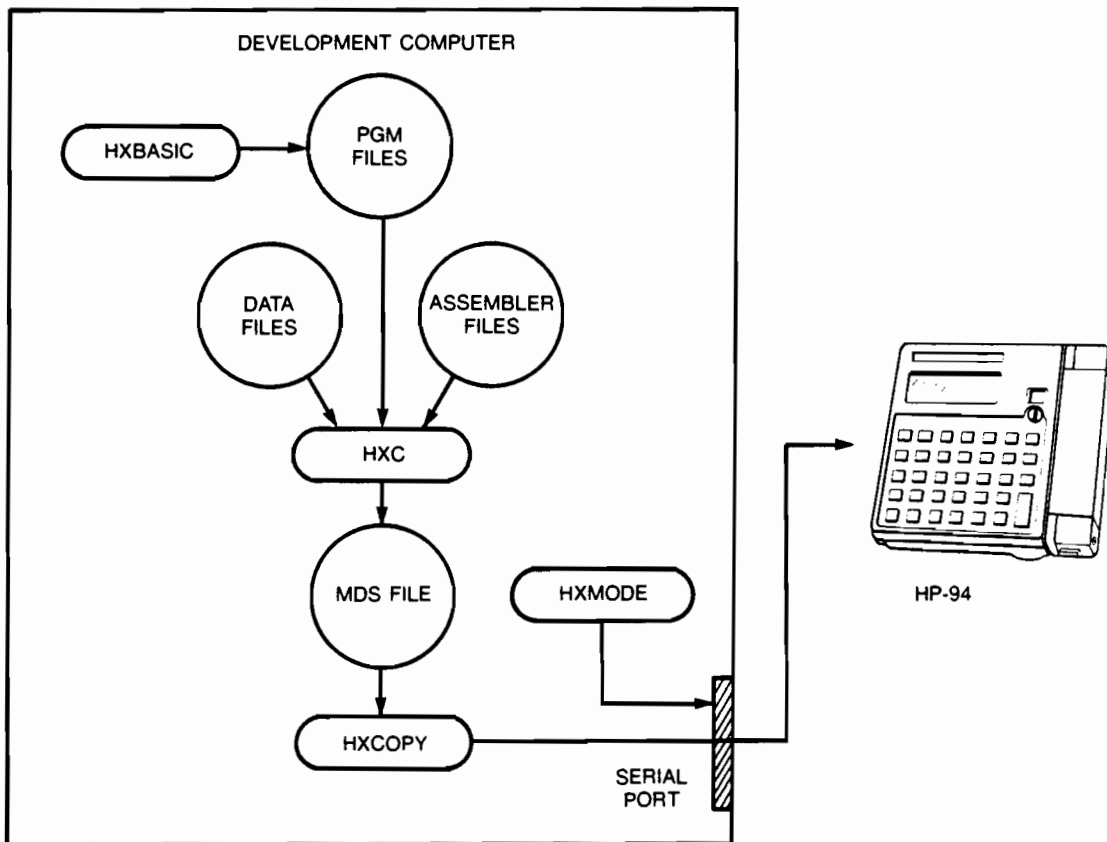 DEVELOPMENT COMPUTER
HXBASIC
PGM
FILES
DATA
FILES
ASSEMBLER
FILES
HXC
MDS FILE
HXMODE
HXCOPY
SERIAL
PORT
HP-94